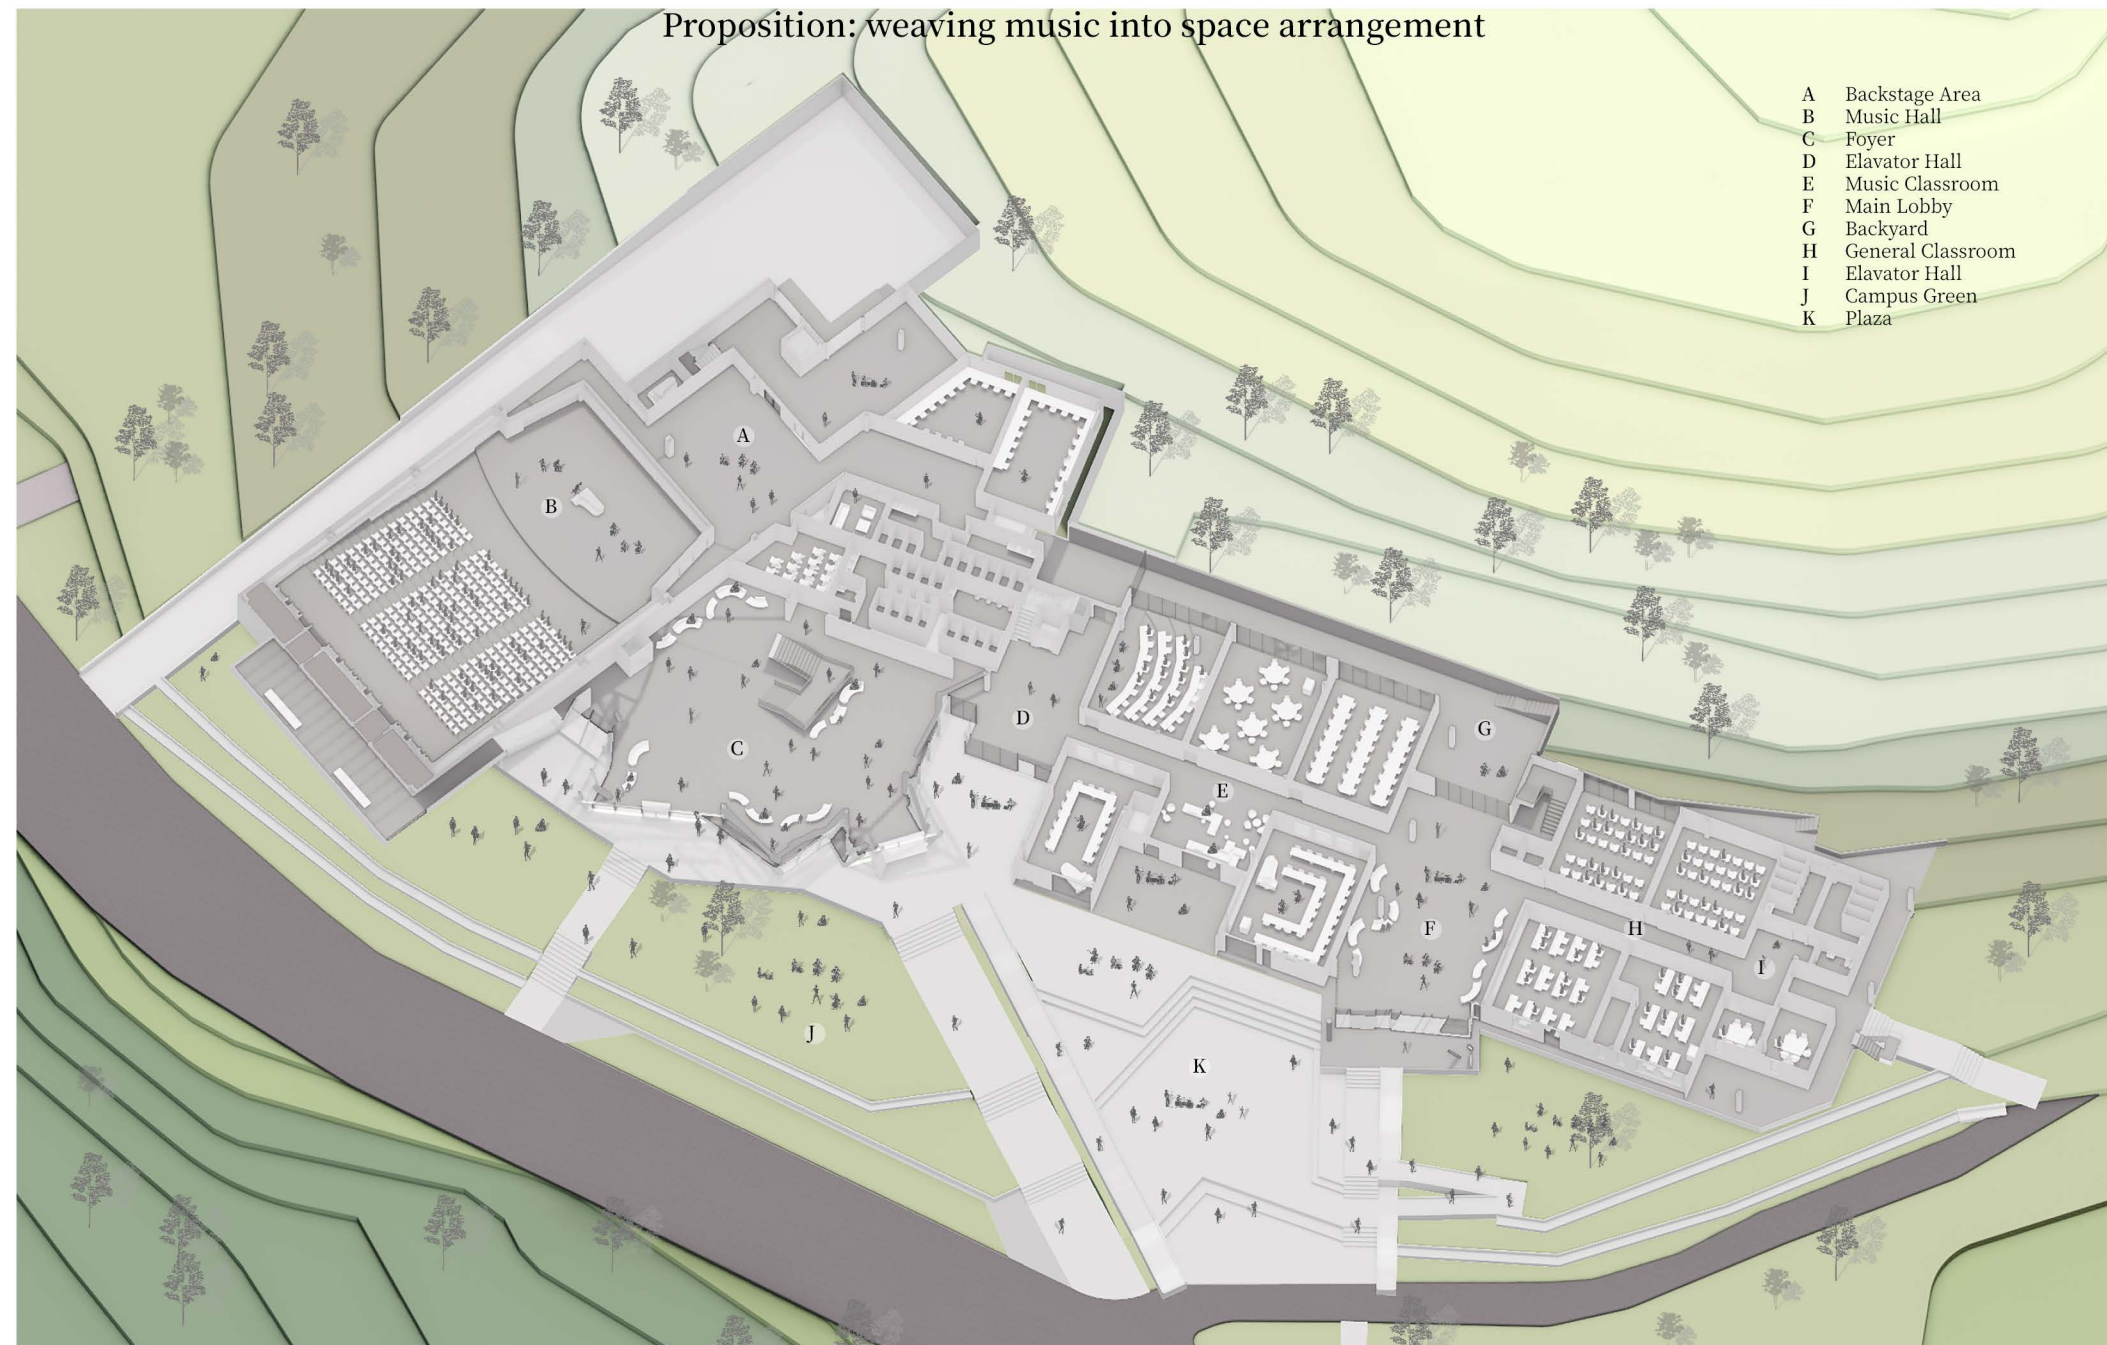 Proposition: weaving music into space arrangement
A Backstage Area
B Music Hall
C Foyer
D Elavator Hall
E Music Classroom
F Main Lobby
G Backyard
H General Classroom
I Elavator Hall
J Campus Green
K Plaza
A
B
C
D
G
E
F
H
I
J
K